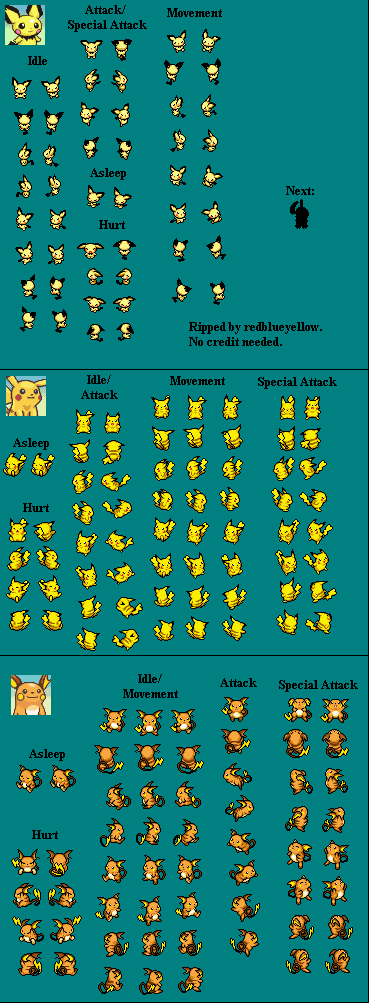 Attack/
Special Attack
Movement
Idle
Asleep
Next:
Hurt
Ripped by redblueyellow.
No credit needed.
Idle/
Attack
Movement
Special Attack
Asleep
Hurt
Idle/
Movement
Attack
Special Attack
Asleep
Hurt